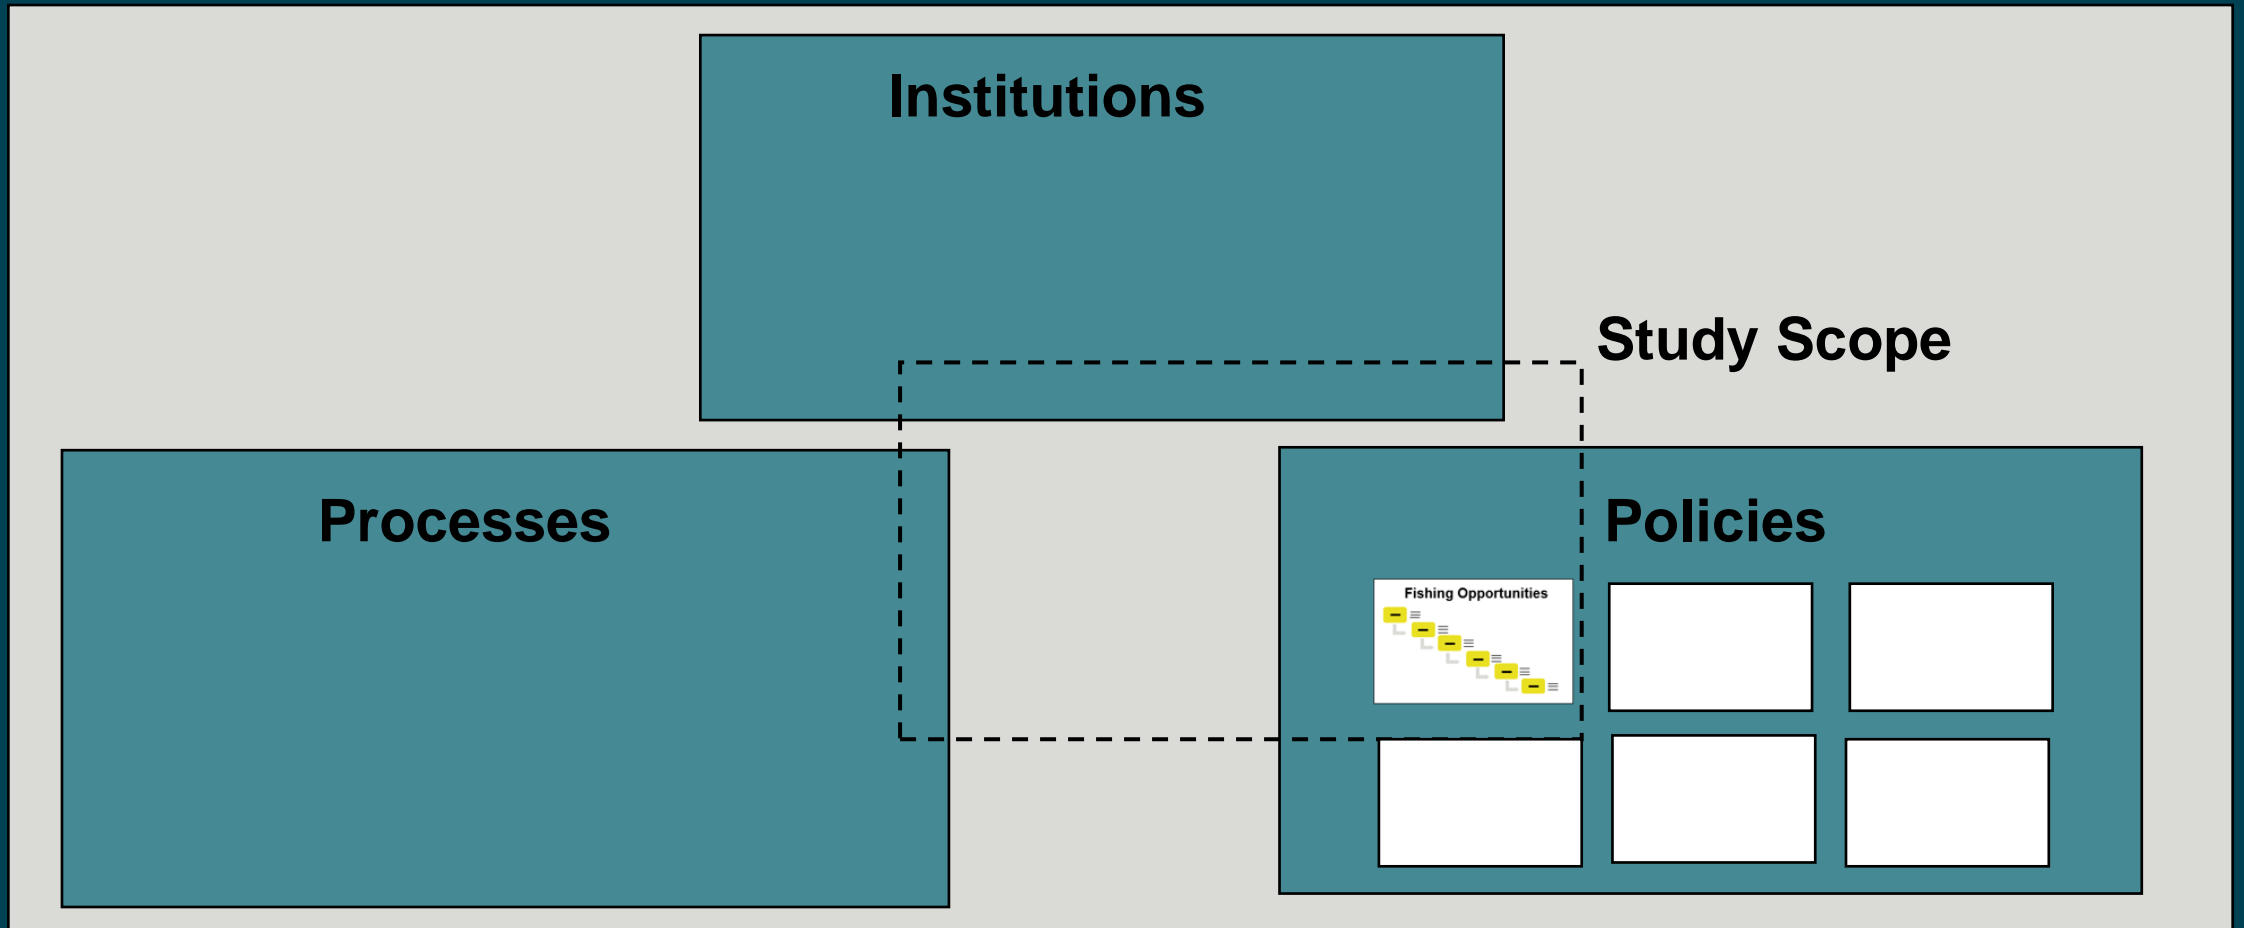 Institutions
Study Scope
Processes
Policies
Fishing Opportunities